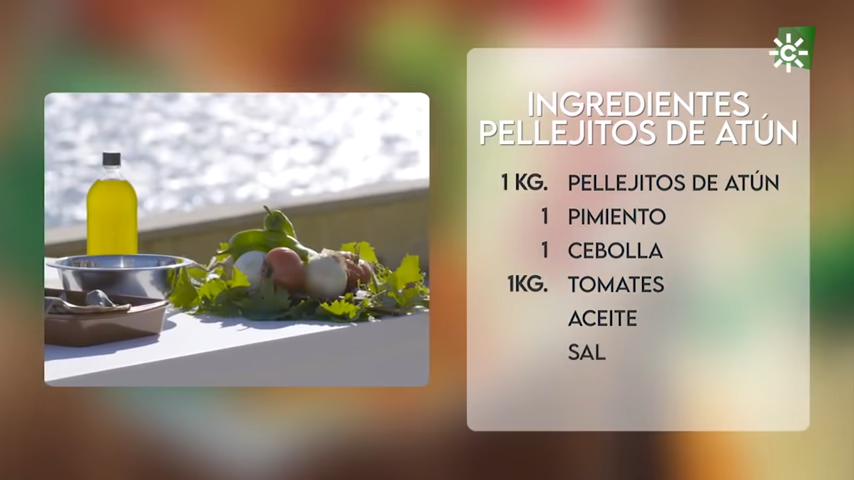 INGREDIENTES
PELLEJITOS DE ATÚN
1 KG. PELLEJITOS DE ATÚN
1 PIMIENTO
1 CEBOLLA
1KG. TOMATES
ACEITE
SAL